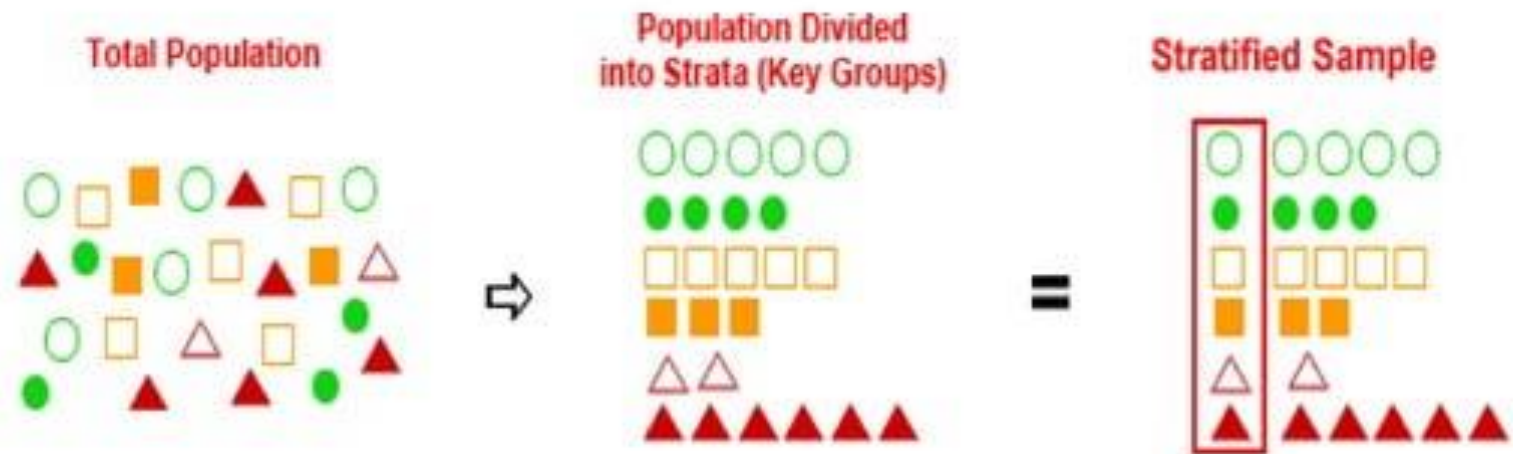 Total Population
Population Divided
into Strata (Key Groups)
Stratified Sample